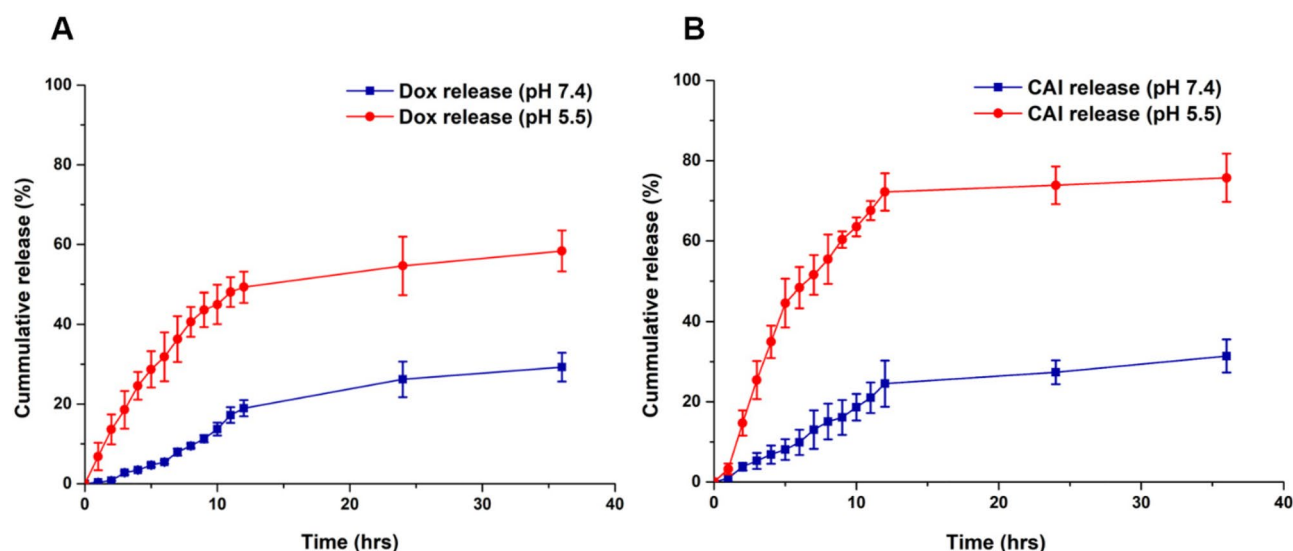 A
Dox release (pH 7.4)
Dox release (pH 5.5)
Cummulative release (%)
100
80
60
40
20
0
0
10
20
30
40
Time (hrs)
B
CAI release (pH 7.4)
CAI release (pH 5.5)
Cummulative release (%)
100
80
60
40
20
0
0
10
20
30
40
Time (hrs)